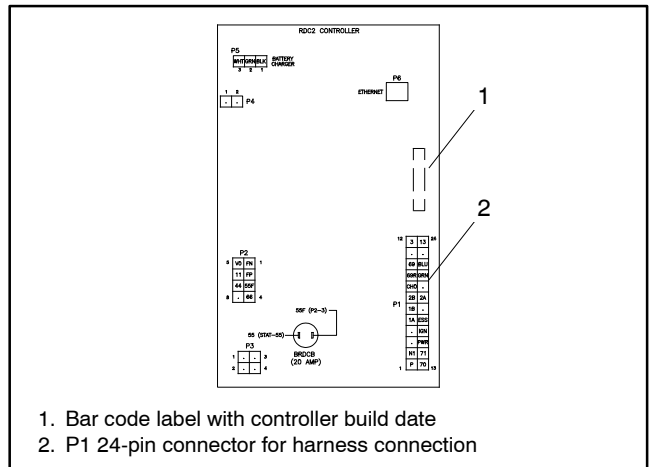 RDC2 CONTROLLER
P5
WHT GRN BLK BATTERY CHARGER
3 2 1
P6
ETHERNET
1 2
. . P4
1
2
12 3 13 25
. .
69 BLU
69R GRN
CHO .
2B 2A
P1
1B .
1A ESS
. IGN
. PWR
N1 71
1 P 70 13
P2
5 VO FN 1
11 FP
44 55F
8 . 66 4
55F (P2-3)
55 (STAT-55)
BRDCB
(20 AMP)
P3
1 . . 3
2 . . 4
1. Bar code label with controller build date
2. P1 24-pin connector for harness connection